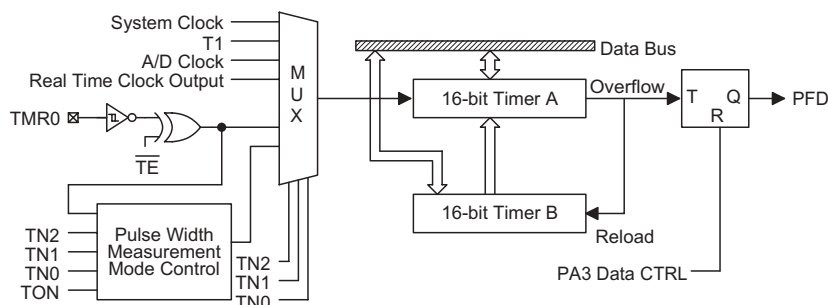 System Clock
T1
A/D Clock
Real Time Clock Output
TMR0
TE
MUX
Data Bus
16-bit Timer A
Overflow
T
Q
R
PFD
16-bit Timer B
Reload
PA3 Data CTRL
TN2
TN1
TN0
TON
Pulse Width
Measurement
Mode Control
TN2
TN1
TN0